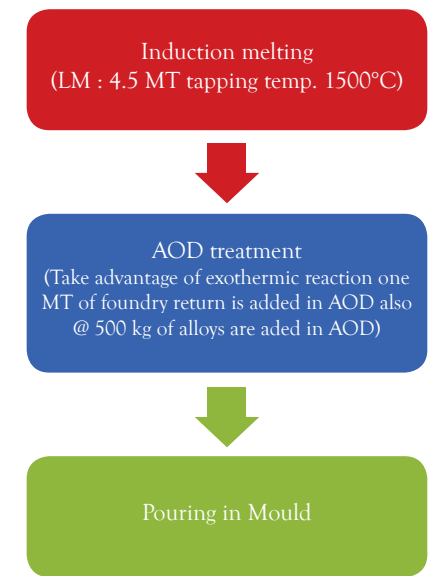 Induction melting
(LM : 4.5 MT tapping temp. 1500°C)
AOD treatment
(Take advantage of exothermic reaction one
MT of foundry return is added in AOD also
@ 500 kg of alloys are aded in AOD)
Pouring in Mould